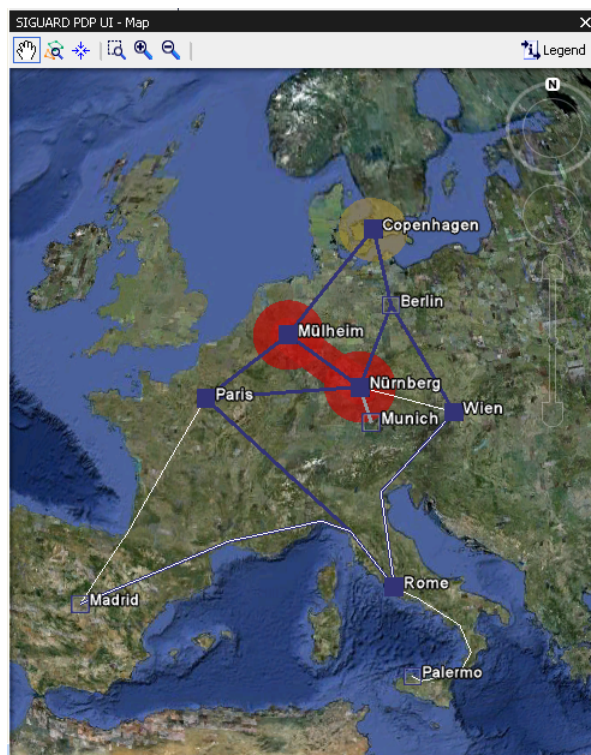 SIGUARD PDP UI - Map
Legend
N
Copenhagen
Berlin
Mülheim
Nürnberg
Paris
Munich
Wien
Rome
Madrid
Palermo